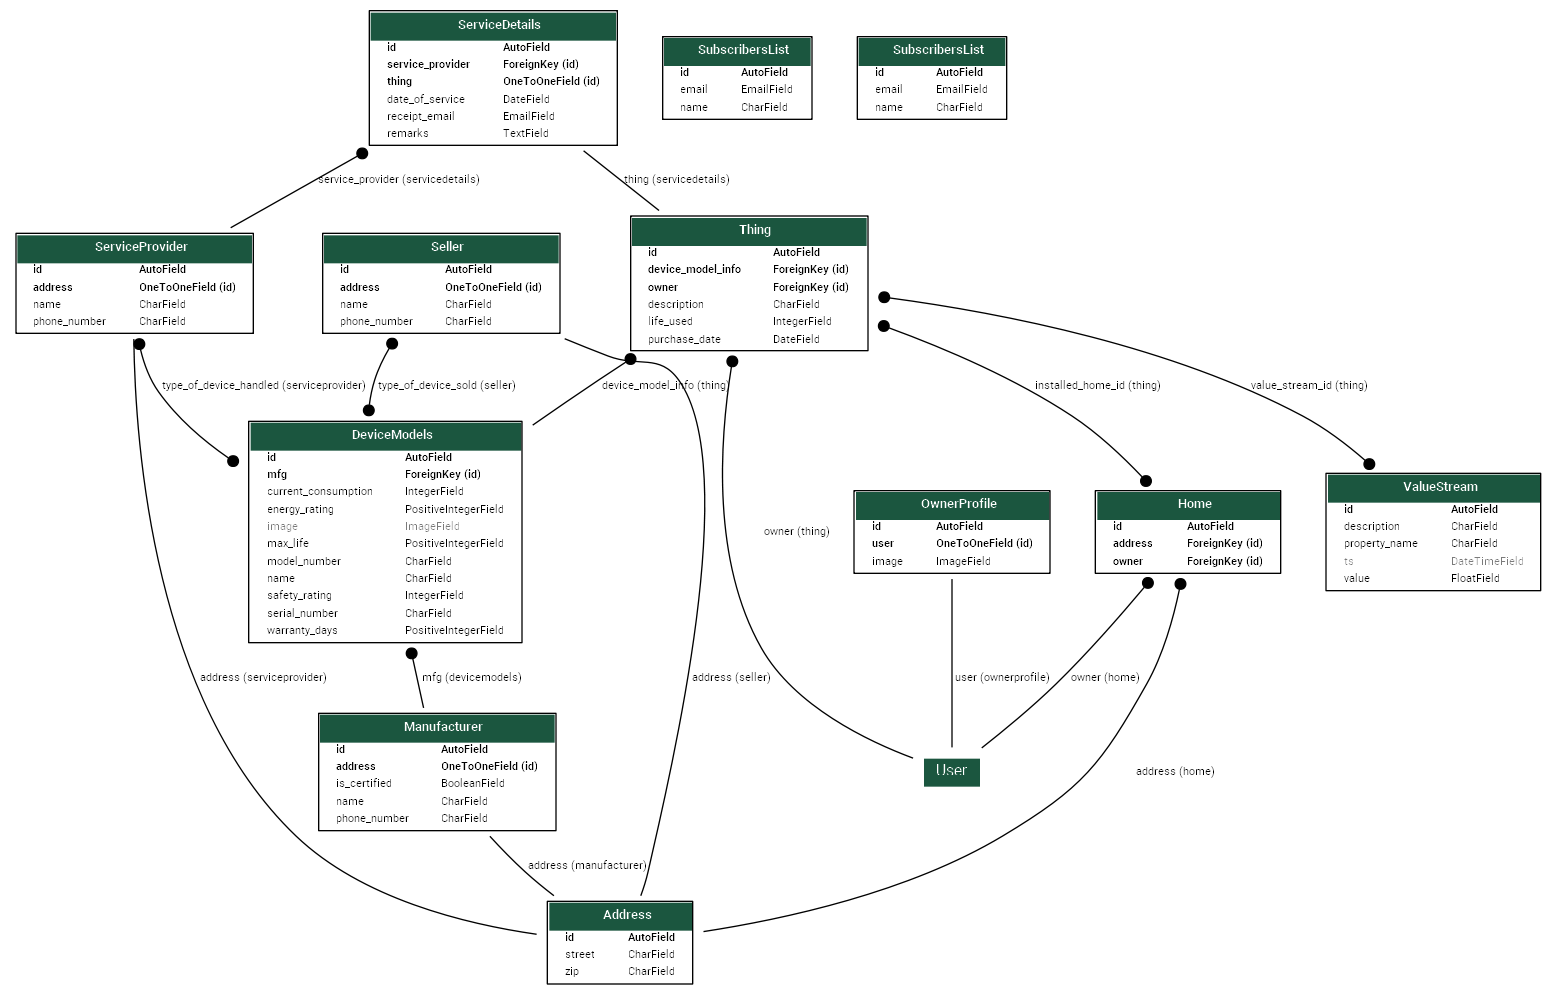 ServiceDetails
id AutoField
service_provider ForeignKey (id)
thing OneToOneField (id)
date_of_service DateField
receipt_email EmailField
remarks TextField
SubscribersList
id AutoField
email EmailField
name CharField
SubscribersList
id AutoField
email EmailField
name CharField
service_provider (servicedetails)
thing (servicedetails)
ServiceProvider
id AutoField
address OneToOneField (id)
name CharField
phone_number CharField
Seller
id AutoField
address OneToOneField (id)
name CharField
phone_number CharField
Thing
id AutoField
device_model_info ForeignKey (id)
owner ForeignKey (id)
description CharField
life_used IntegerField
purchase_date DateField
type_of_device_handled (serviceprovider)
type_of_device_sold (seller)
device_model_info (thing)
installed_home_id (thing)
value_stream_id (thing)
DeviceModels
id AutoField
mfg ForeignKey (id)
current_consumption IntegerField
energy_rating PositiveIntegerField
image ImageField
max_life PositiveIntegerField
model_number CharField
name CharField
safety_rating IntegerField
serial_number CharField
warranty_days PositiveIntegerField
owner (thing)
OwnerProfile
id AutoField
user OneToOneField (id)
image ImageField
Home
id AutoField
address ForeignKey (id)
owner ForeignKey (id)
ValueStream
id AutoField
description CharField
property_name CharField
ts DateTimeField
value FloatField
address (serviceprovider)
mfg (devicemodels)
address (seller)
user (ownerprofile)
owner (home)
Manufacturer
id AutoField
address OneToOneField (id)
is_certified BooleanField
name CharField
phone_number CharField
User
address (home)
address (manufacturer)
Address
id AutoField
street CharField
zip CharField